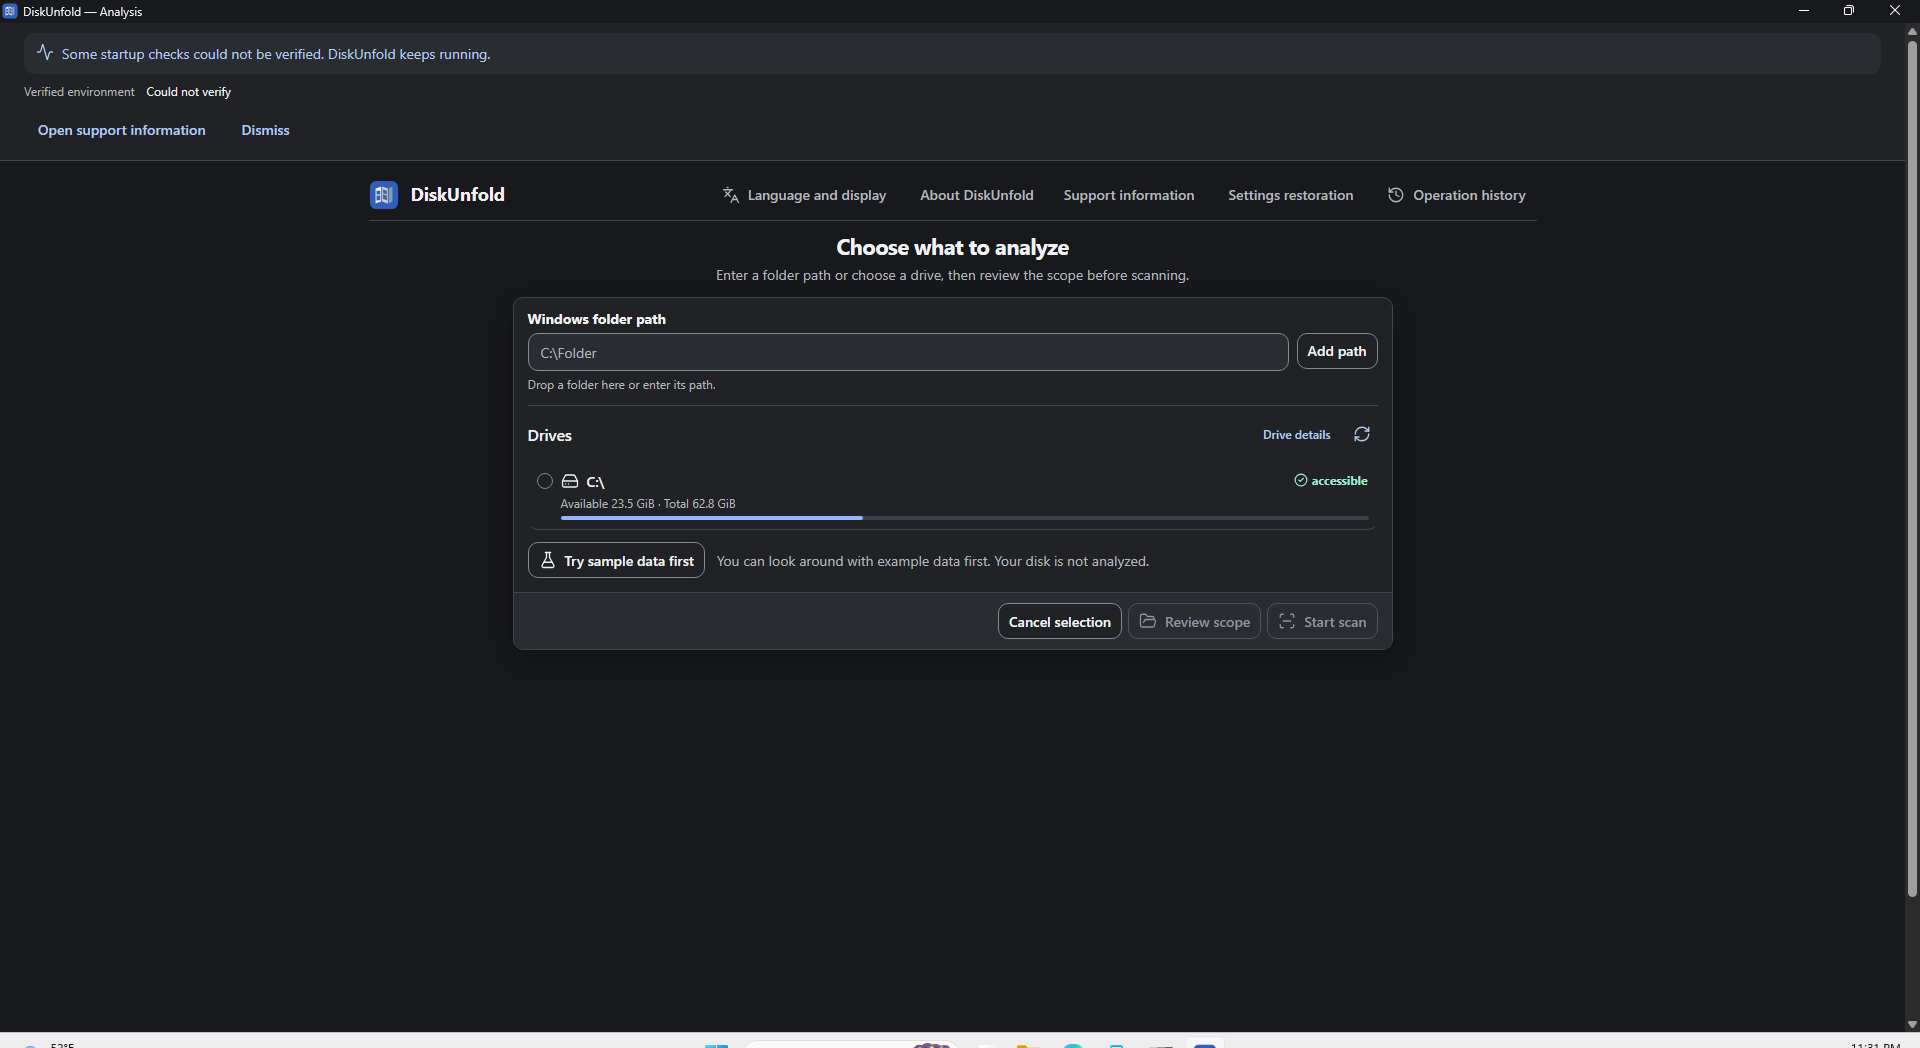 DiskUnfold — Analysis
Some startup checks could not be verified. DiskUnfold keeps running.
Verified environment Could not verify
Open support information Dismiss
DiskUnfold Language and display About DiskUnfold Support information Settings restoration Operation history
Choose what to analyze
Enter a folder path or choose a drive, then review the scope before scanning.
Windows folder path
C:\Folder Add path
Drop a folder here or enter its path.
Drives Drive details
C:\ accessible
Available 23.5 GiB · Total 62.8 GiB
Try sample data first You can look around with example data first. Your disk is not analyzed.
Cancel selection Review scope Start scan
52°F 11:31 PM